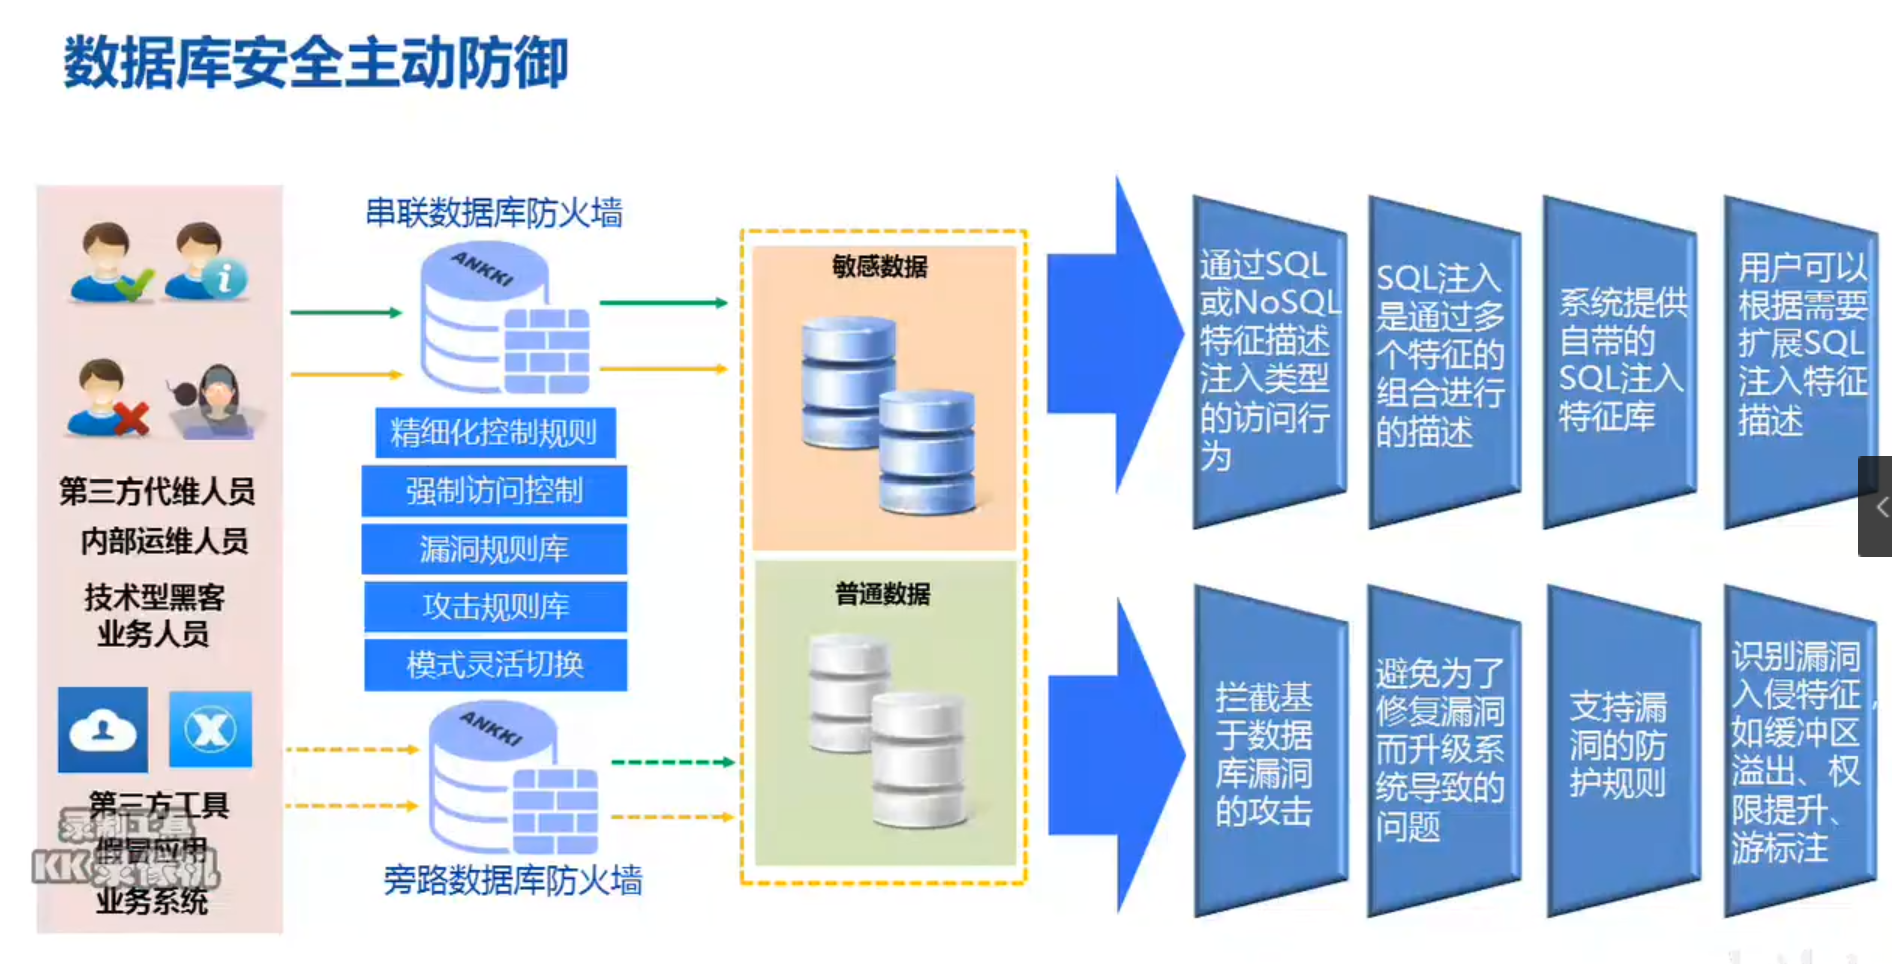 数据库安全主动防御
第三方代维人员
内部运维人员
技术型黑客
业务人员
第三方工具
假冒应用
业务系统
录制工具
KK录像机
串联数据库防火墙
ANKKI
精细化控制规则
强制访问控制
漏洞规则库
攻击规则库
模式灵活切换
ANKKI
旁路数据库防火墙
敏感数据
普通数据
通过SQL
或NoSQL
特征描述
注入类型
的访问行
为
SQL注入
是通过多
个特征的
组合进行
的描述
系统提供
自带的
SQL注入
特征库
用户可以
根据需要
扩展SQL
注入特征
描述
拦截基
于数据
库漏洞
的攻击
避免为了
修复漏洞
而升级系
统导致的
问题
支持漏
洞的防
护规则
识别漏洞
入侵特征，
如缓冲区
溢出、权
限提升、
游标注